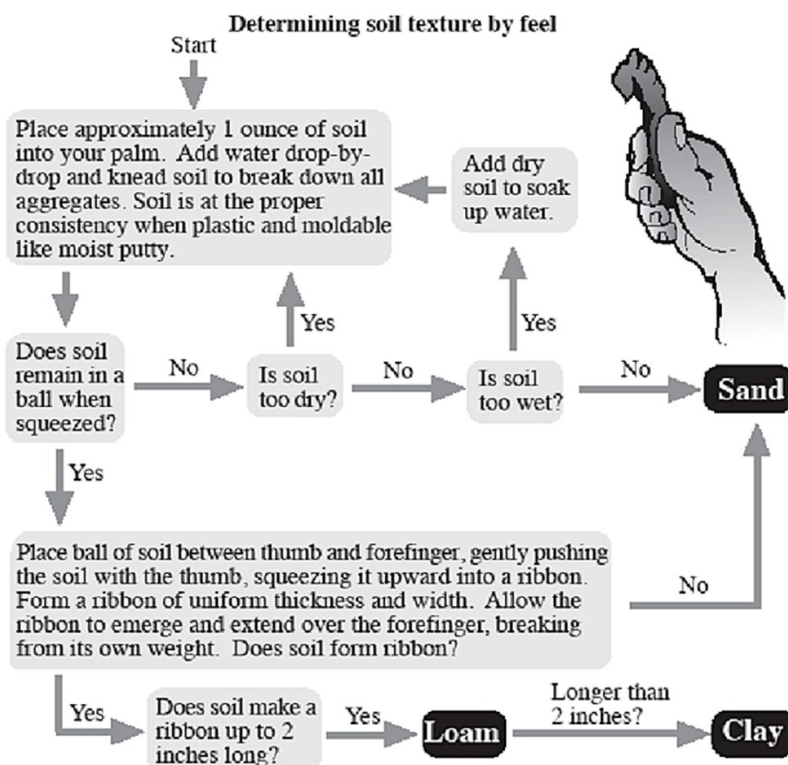 Determining soil texture by feel
Start
Place approximately 1 ounce of soil
into your palm. Add water drop-by-
drop and knead soil to break down all
aggregates. Soil is at the proper
consistency when plastic and moldable
like moist putty.
Add dry
soil to soak
up water.
Yes
Yes
Does soil
remain in a
ball when
squeezed?
No
Is soil
too dry?
No
Is soil
too wet?
No
Sand
Yes
Place ball of soil between thumb and forefinger, gently pushing
the soil with the thumb, squeezing it upward into a ribbon.
Form a ribbon of uniform thickness and width. Allow the
ribbon to emerge and extend over the forefinger, breaking
from its own weight. Does soil form ribbon?
No
Yes
Does soil make a
ribbon up to 2
inches long?
Yes
Loam
Longer than
2 inches?
Clay